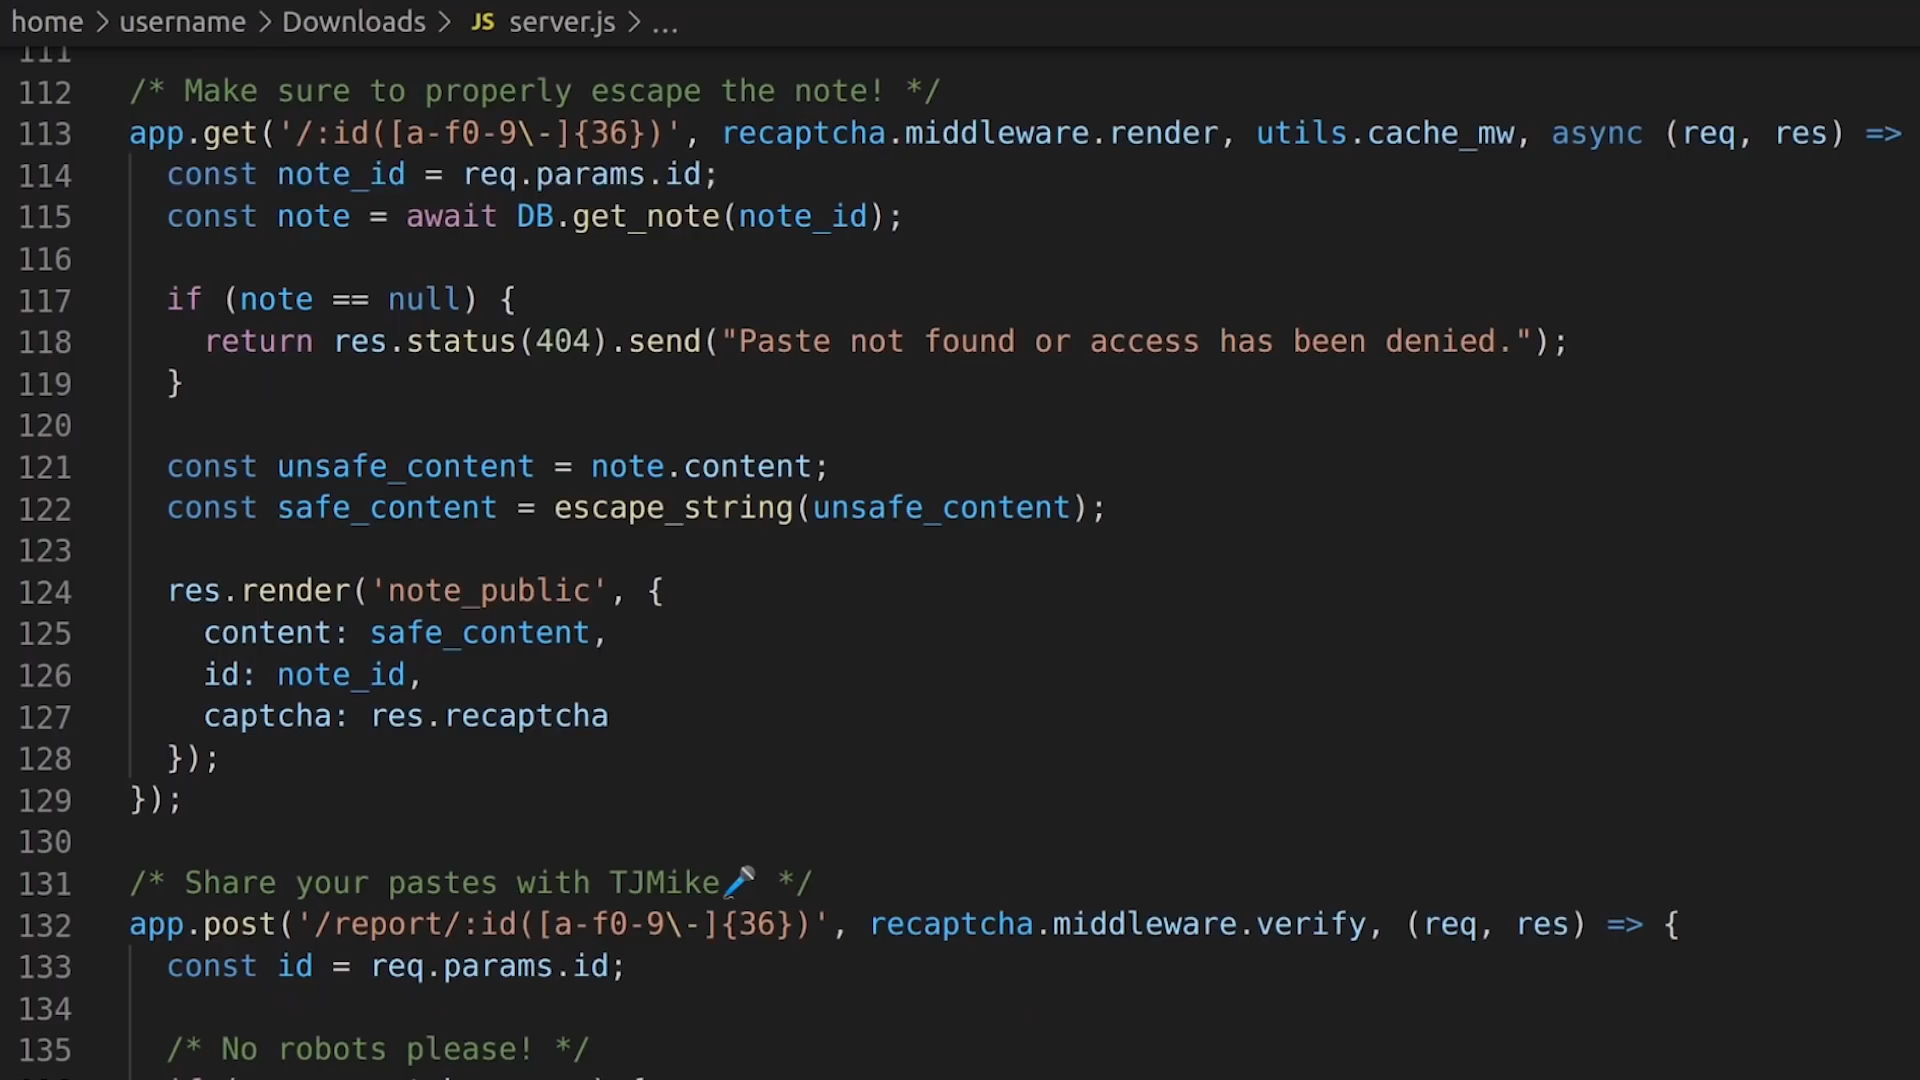 home > username > Downloads > JS server.js > ...
111
112 /* Make sure to properly escape the note! */
113 app.get('/:id([a-f0-9\-]{36})', recaptcha.middleware.render, utils.cache_mw, async (req, res) =>
114 const note_id = req.params.id;
115 const note = await DB.get_note(note_id);
116
117 if (note == null) {
118 return res.status(404).send("Paste not found or access has been denied.");
119 }
120
121 const unsafe_content = note.content;
122 const safe_content = escape_string(unsafe_content);
123
124 res.render('note_public', {
125 content: safe_content,
126 id: note_id,
127 captcha: res.recaptcha
128 });
129 });
130
131 /* Share your pastes with TJMike🎤 */
132 app.post('/report/:id([a-f0-9\-]{36})', recaptcha.middleware.verify, (req, res) => {
133 const id = req.params.id;
134
135 /* No robots please! */